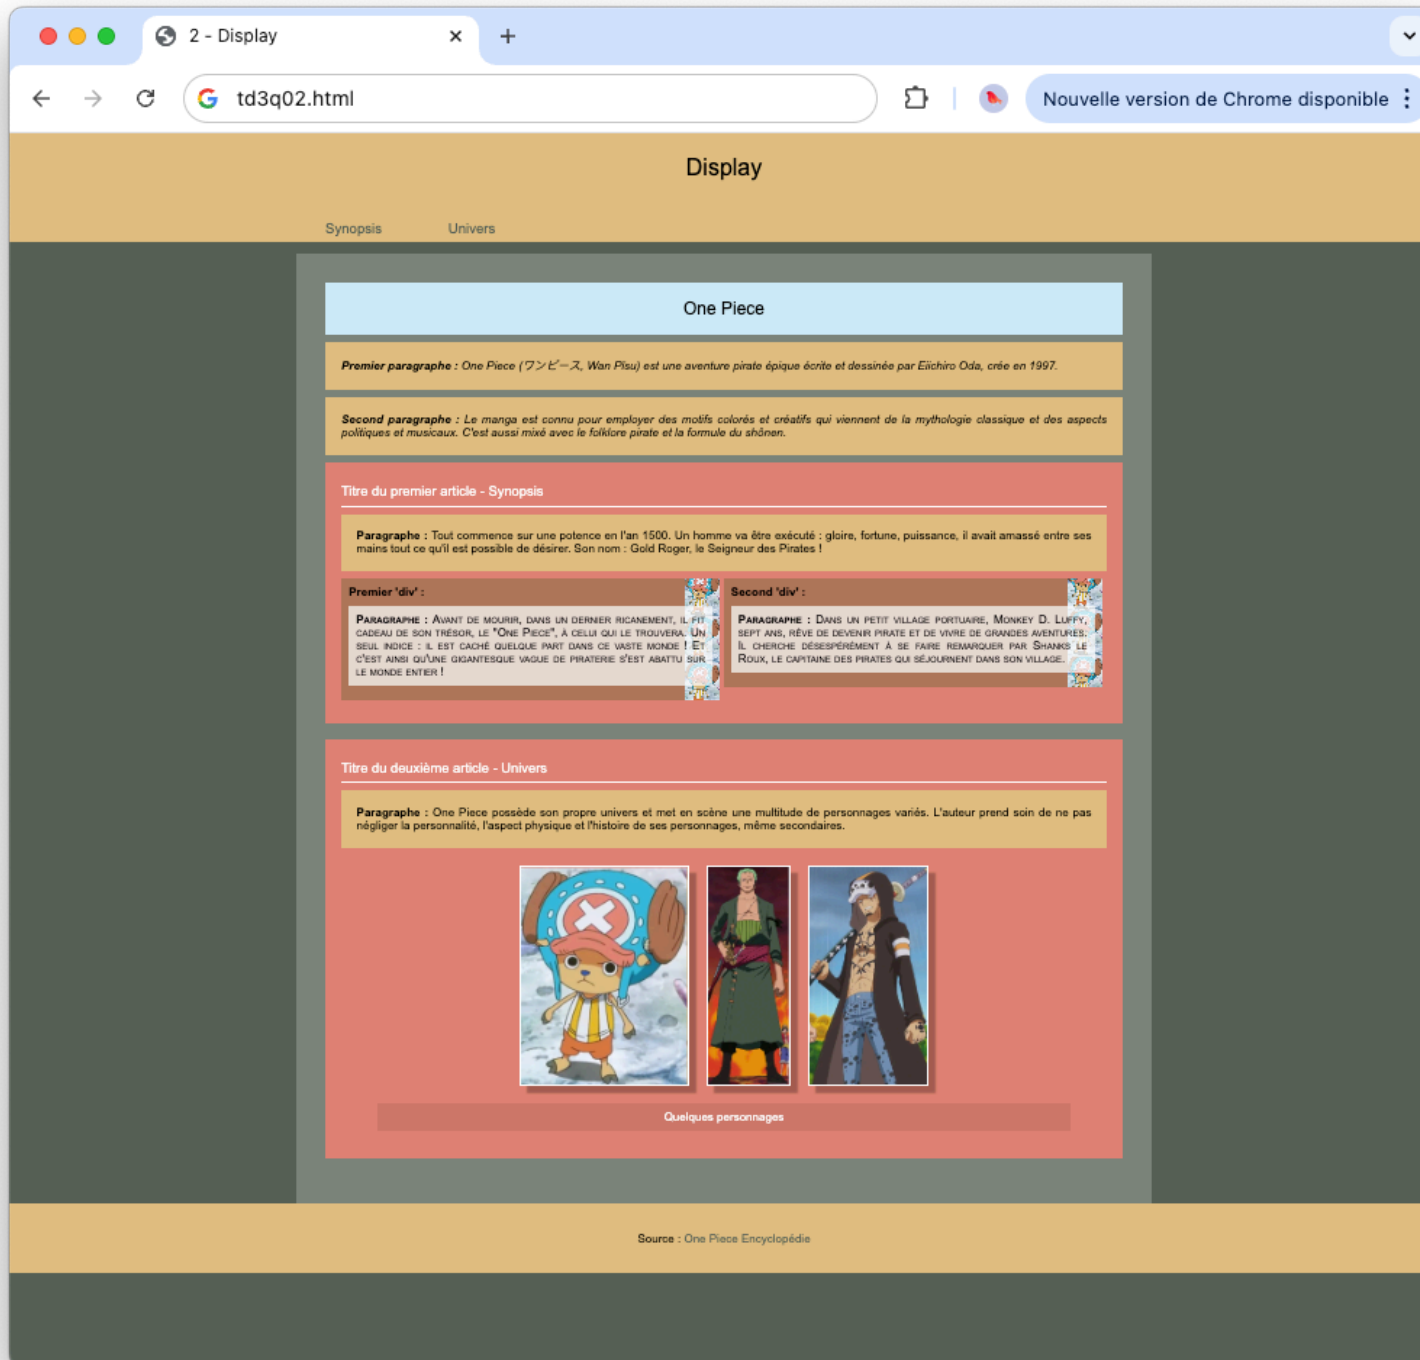 2 - Display
td3q02.html
Nouvelle version de Chrome disponible
Display
Synopsis
Univers
One Piece
Premier paragraphe : One Piece (ワンピース, Wan Pīsu) est une aventure pirate épique écrite et dessinée par Eiichiro Oda, crée en 1997.
Second paragraphe : Le manga est connu pour employer des motifs colorés et créatifs qui viennent de la mythologie classique et des aspects
politiques et musicaux. C'est aussi mixé avec le folklore pirate et la formule du shônen.
Titre du premier article - Synopsis
Paragraphe : Tout commence sur une potence en l'an 1500. Un homme va être exécuté : gloire, fortune, puissance, il avait amassé entre ses
mains tout ce qu'il est possible de désirer. Son nom : Gold Roger, le Seigneur des Pirates !
Premier 'div' :
Paragraphe : Avant de mourir, dans un dernier ricanement, il fit
cadeau de son trésor, le "One Piece", à celui qui le trouvera. Un
seul indice : il est caché quelque part dans ce vaste monde ! Et
c'est ainsi qu'une gigantesque vague de piraterie s'est abattu sur
le monde entier !
Second 'div' :
Paragraphe : Dans un petit village portuaire, Monkey D. Luffy,
sept ans, rêve de devenir pirate et de vivre de grandes aventures.
Il cherche désespérément à se faire remarquer par Shanks le
Roux, le capitaine des pirates qui séjournent dans son village.
Titre du deuxième article - Univers
Paragraphe : One Piece possède son propre univers et met en scène une multitude de personnages variés. L'auteur prend soin de ne pas
négliger la personnalité, l'aspect physique et l'histoire de ses personnages, même secondaires.
Quelques personnages
Source : One Piece Encyclopédie